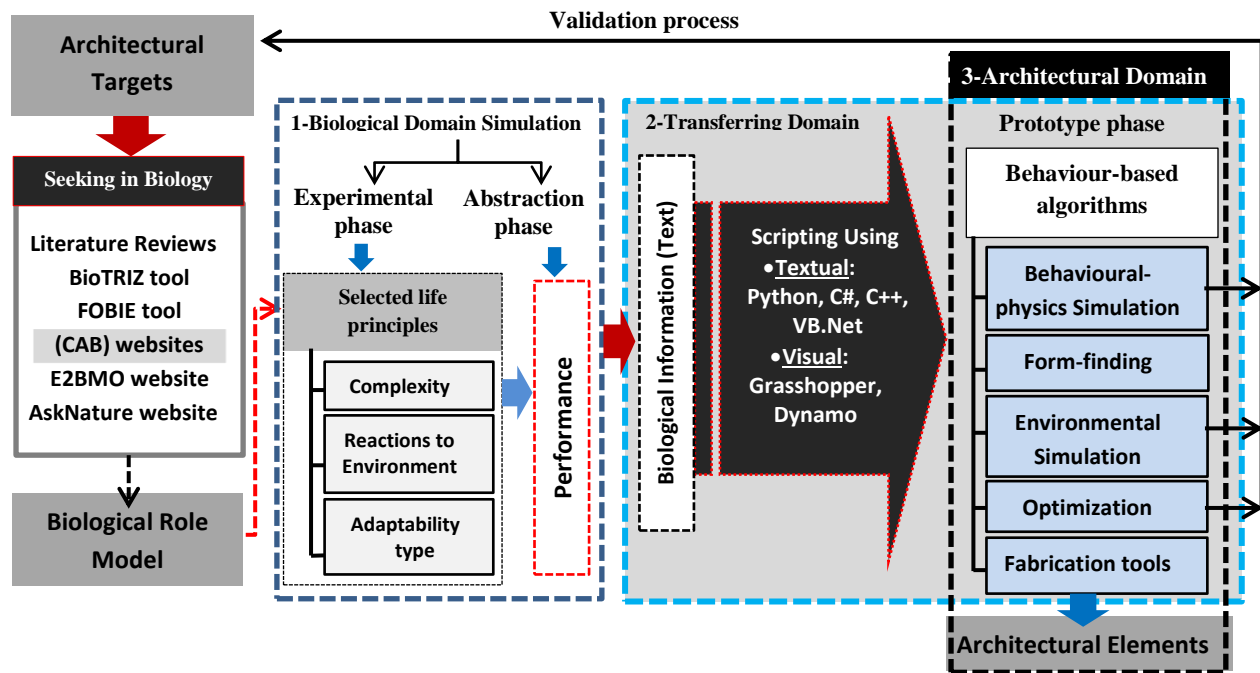 Validation process
Architectural
Targets
Seeking in Biology
Literature Reviews
BioTRIZ tool
FOBIE tool
(CAB) websites
E2BMO website
AskNature website
Biological Role
Model
1-Biological Domain Simulation
Experimental
phase
Abstraction
phase
Selected life
principles
Complexity
Reactions to
Environment
Adaptability
type
Performance
2-Transferring Domain
Biological Information (Text)
Scripting Using
•Textual:
Python, C#, C++,
VB.Net
•Visual:
Grasshopper,
Dynamo
3-Architectural Domain
Prototype phase
Behaviour-based
algorithms
Behavioural-
physics Simulation
Form-finding
Environmental
Simulation
Optimization
Fabrication tools
Architectural Elements